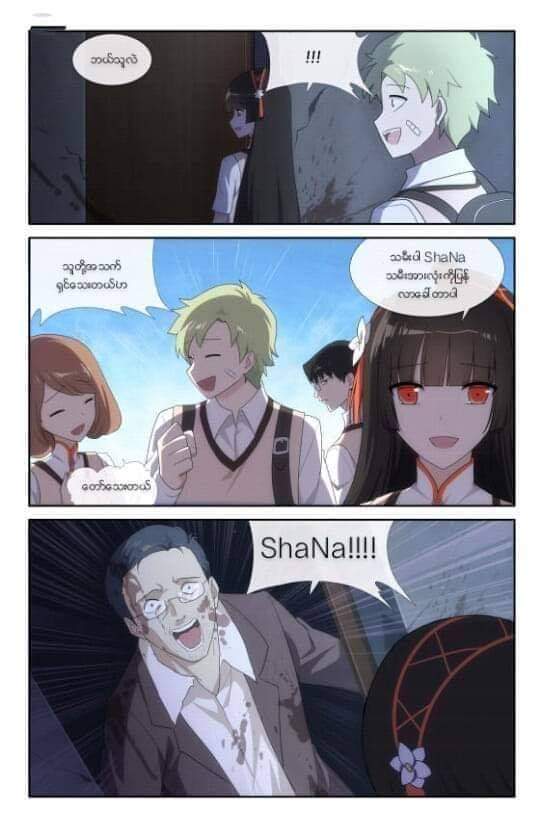 ဘယ်သူလဲ
!!!
သူတို့အသက်
ရှင်သေးတယ်ဟ
သမီးပါ ShaNa
သမီးအားလုံးကိုပြန်
လာခေါ်တာပါ
တော်သေးတယ်
ShaNa!!!!